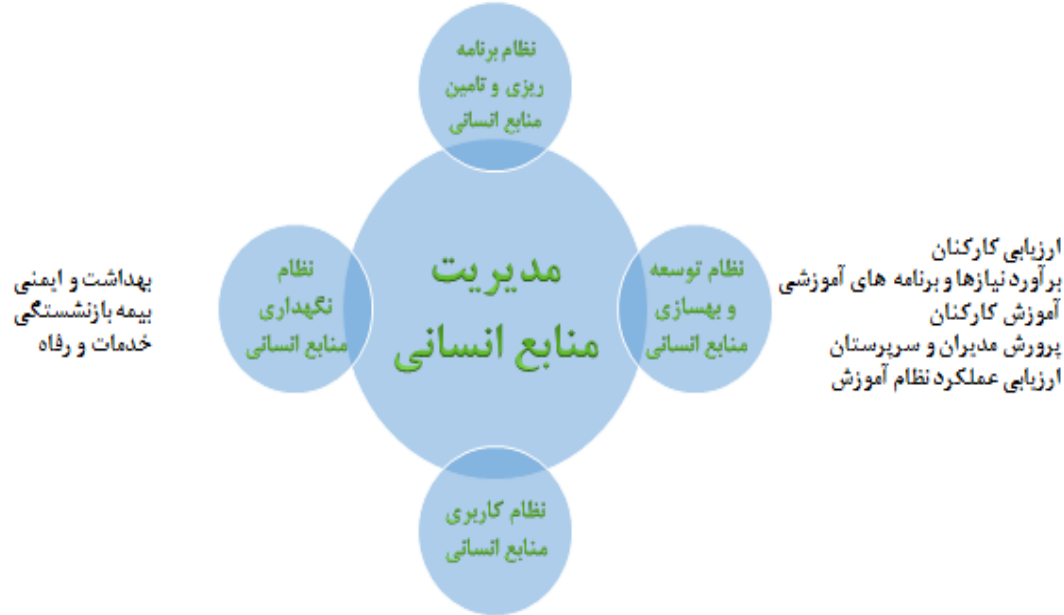 نظام برنامه
ریزی و تامین
منابع انسانی
مدیریت
منابع انسانی
نظام توسعه
و بهسازی
منابع انسانی
ارزیابی کارکنان
برآورد نیازها و برنامه های آموزشی
آموزش کارکنان
پرورش مدیران و سرپرستان
ارزیابی عملکرد نظام آموزش
نظام
نگهداری
منابع انسانی
بهداشت و ایمنی
بیمه بازنشستگی
خدمات و رفاه
نظام کاربری
منابع انسانی